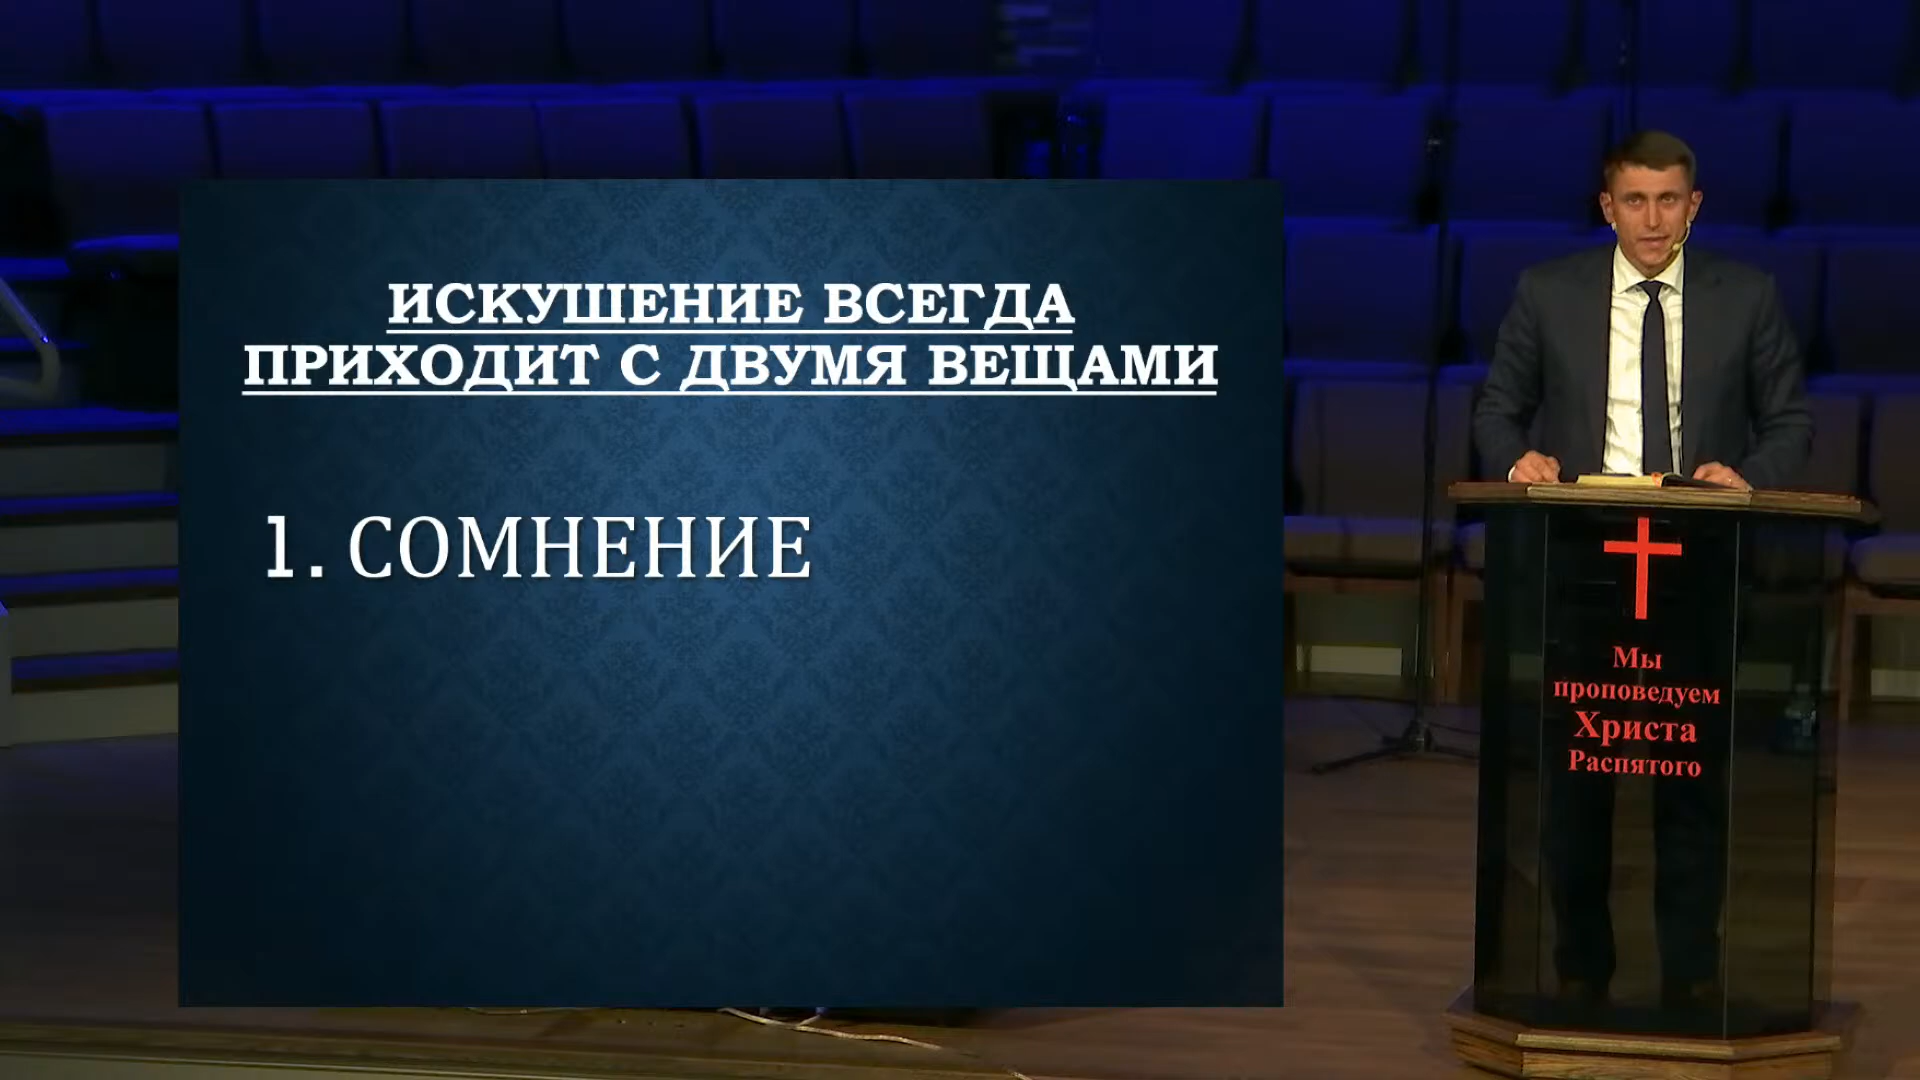 ИСКУШЕНИЕ ВСЕГДА
ПРИХОДИТ С ДВУМЯ ВЕЩАМИ
1. СОМНЕНИЕ
Мы
проповедуем
Христа
Распятого